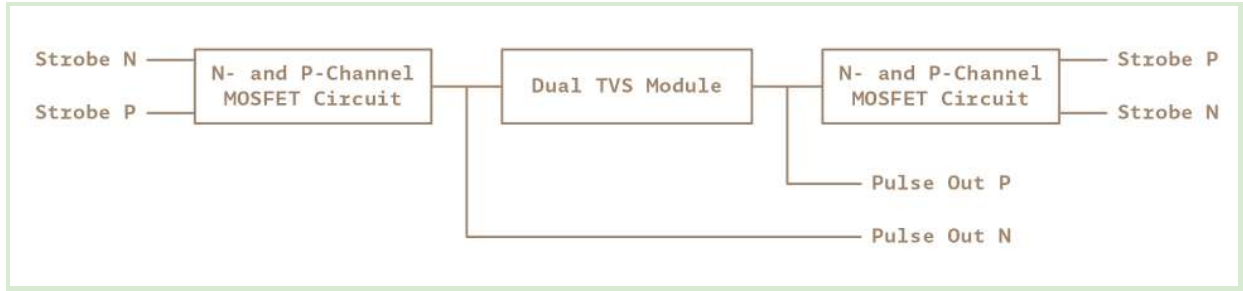 Strobe N
Strobe P
N- and P-Channel
MOSFET Circuit
Dual TVS Module
N- and P-Channel
MOSFET Circuit
Strobe P
Strobe N
Pulse Out P
Pulse Out N